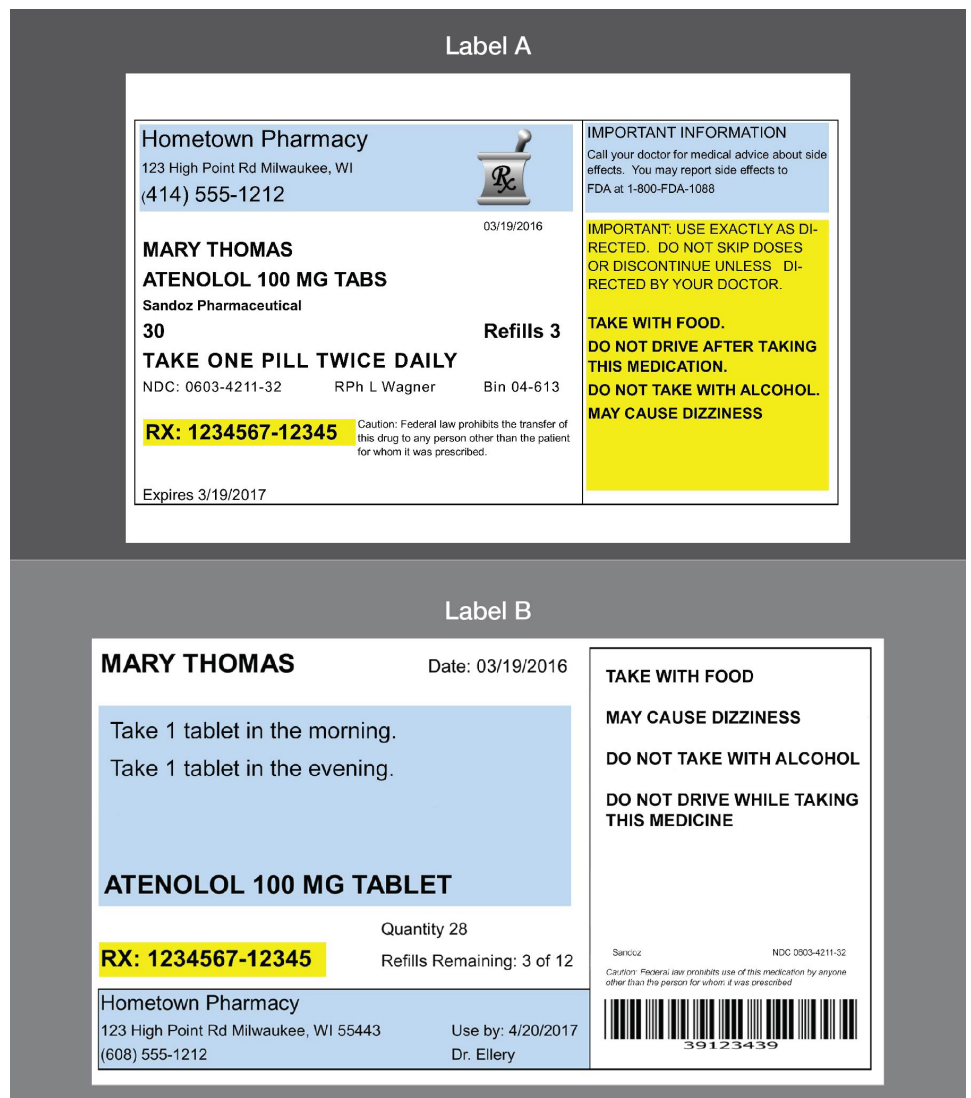 Label A
Hometown Pharmacy
123 High Point Rd Milwaukee, WI
(414) 555-1212
Rx
03/19/2016
MARY THOMAS
ATENOLOL 100 MG TABS
Sandoz Pharmaceutical
30 Refills 3
TAKE ONE PILL TWICE DAILY
NDC: 0603-4211-32 RPh L Wagner Bin 04-613
RX: 1234567-12345
Caution: Federal law prohibits the transfer of
this drug to any person other than the patient
for whom it was prescribed.
Expires 3/19/2017
IMPORTANT INFORMATION
Call your doctor for medical advice about side
effects. You may report side effects to
FDA at 1-800-FDA-1088
IMPORTANT: USE EXACTLY AS DI-
RECTED. DO NOT SKIP DOSES
OR DISCONTINUE UNLESS DI-
RECTED BY YOUR DOCTOR.
TAKE WITH FOOD.
DO NOT DRIVE AFTER TAKING
THIS MEDICATION.
DO NOT TAKE WITH ALCOHOL.
MAY CAUSE DIZZINESS
Label B
MARY THOMAS
Date: 03/19/2016
Take 1 tablet in the morning.
Take 1 tablet in the evening.
ATENOLOL 100 MG TABLET
Quantity 28
RX: 1234567-12345
Refills Remaining: 3 of 12
Hometown Pharmacy
123 High Point Rd Milwaukee, WI 55443
(608) 555-1212
Use by: 4/20/2017
Dr. Ellery
TAKE WITH FOOD
MAY CAUSE DIZZINESS
DO NOT TAKE WITH ALCOHOL
DO NOT DRIVE WHILE TAKING
THIS MEDICINE
Sandoz NDC 0603-4211-32
Caution: Federal law prohibits use of this medication by anyone
other than the person for whom it was prescribed
39123439